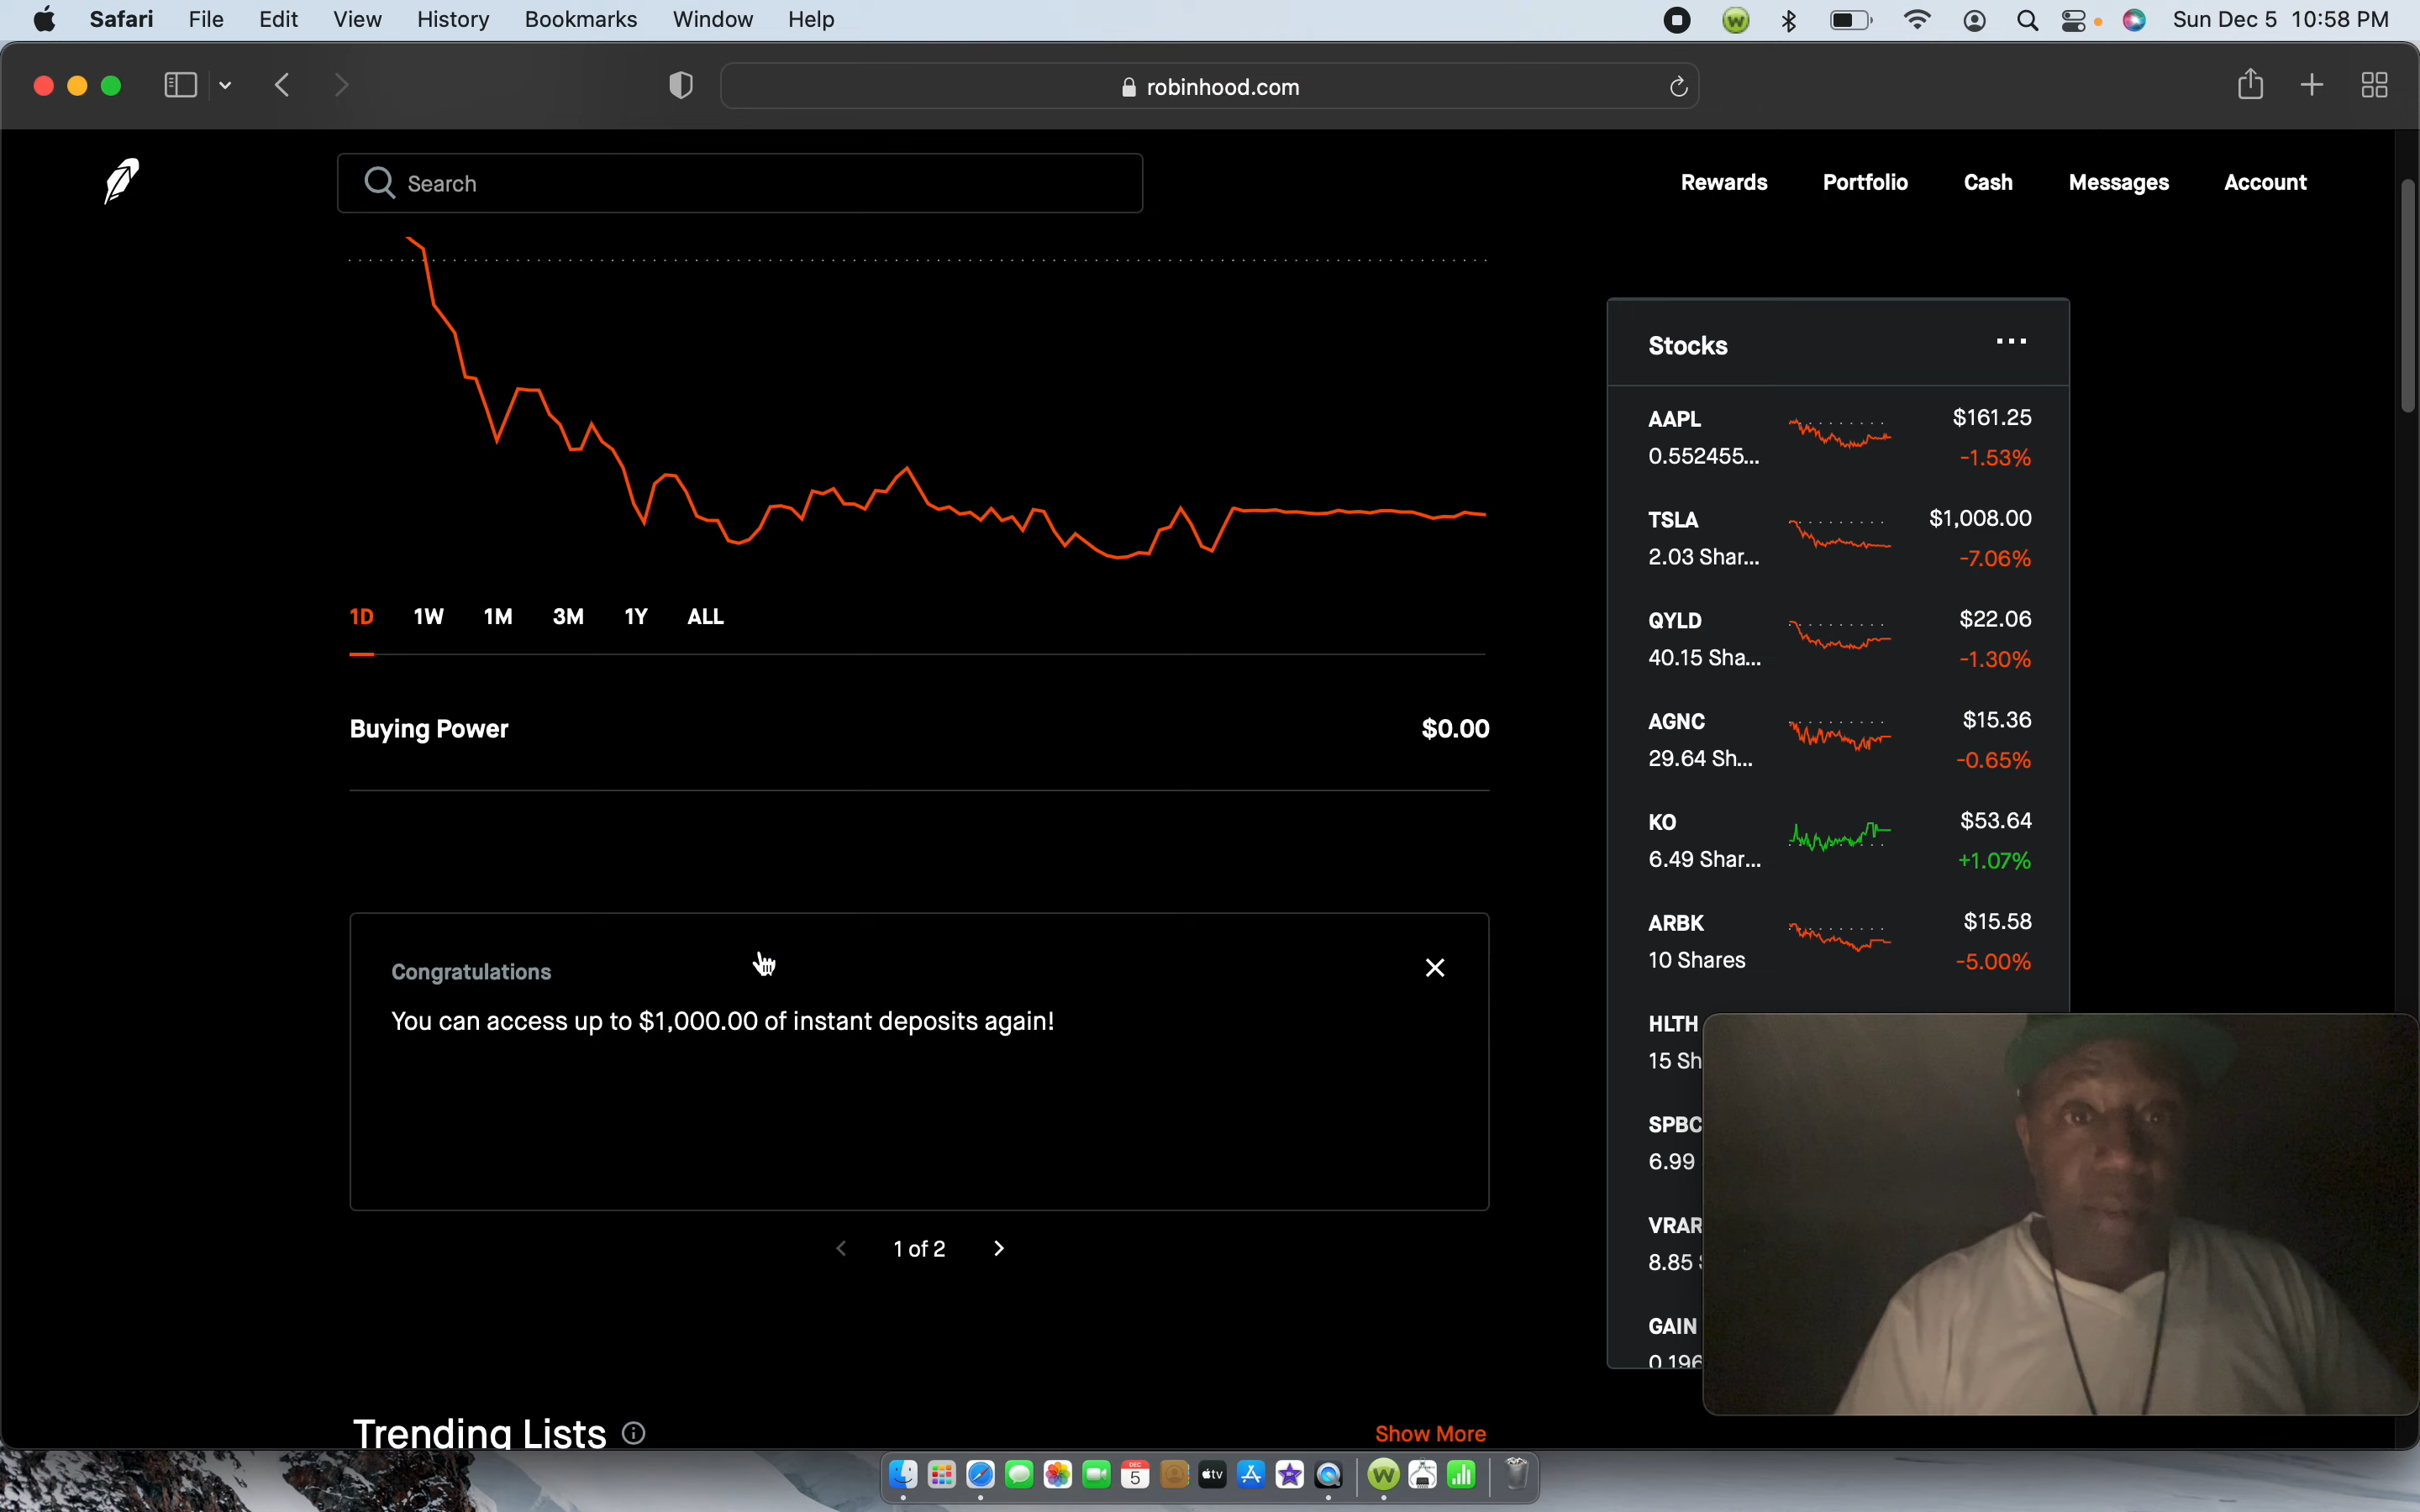 Safari File Edit View History Bookmarks Window Help
Sun Dec 5 10:58 PM
robinhood.com
Search
Rewards Portfolio Cash Messages Account
Stocks
AAPL $161.25
0.552455... -1.53%
TSLA $1,008.00
2.03 Shar... -7.06%
QYLD $22.06
40.15 Sha... -1.30%
AGNC $15.36
29.64 Sh... -0.65%
KO $53.64
6.49 Shar... +1.07%
ARBK $15.58
10 Shares -5.00%
HLTH
15 Sh
SPBC
6.99
VRAR
8.85
GAIN
0.196
1D 1W 1M 3M 1Y ALL
Buying Power $0.00
Congratulations
You can access up to $1,000.00 of instant deposits again!
1 of 2
Trending Lists
Show More
DEC
5
tv